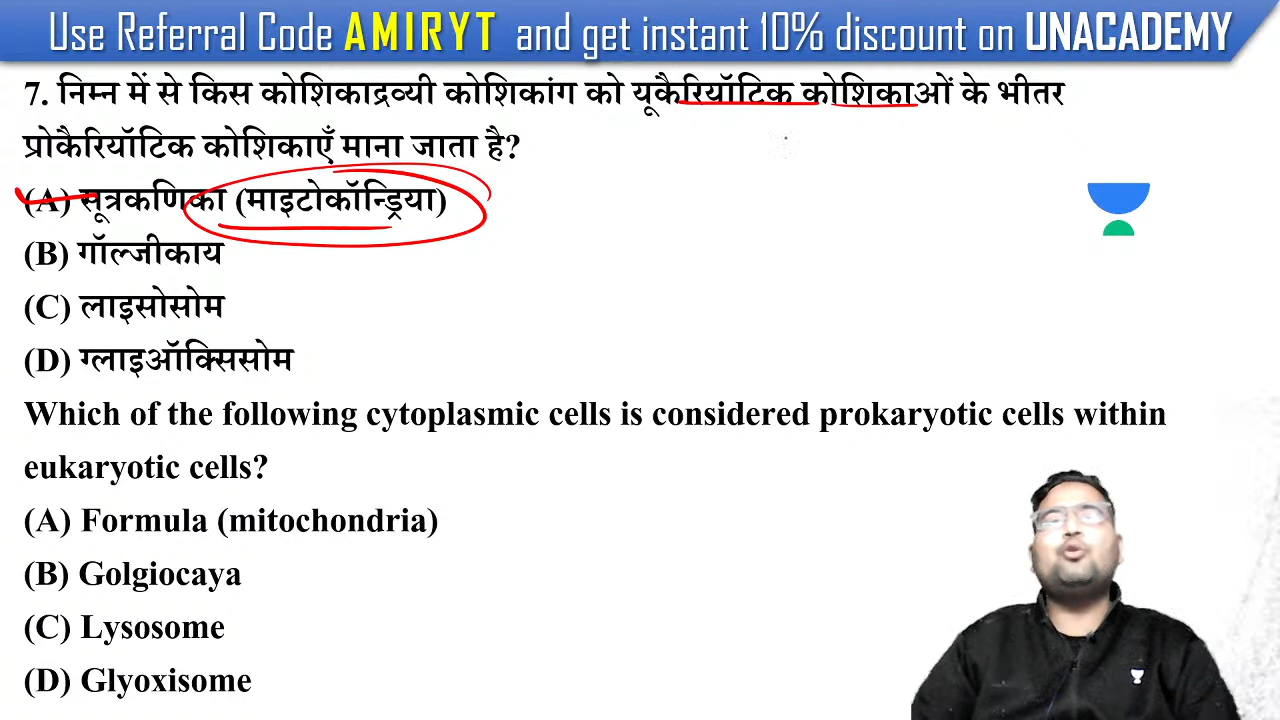 Use Referral Code AMIRYT and get instant 10% discount on UNACADEMY
7. निम्न में से किस कोशिकाद्रव्यी कोशिकांग को यूकैरियॉटिक कोशिकाओं के भीतर
प्रोकैरियॉटिक कोशिकाएँ माना जाता है?
(A) सूत्रकणिका (माइटोकॉन्ड्रिया)
(B) गॉल्जीकाय
(C) लाइसोसोम
(D) ग्लाइऑक्सिसोम
Which of the following cytoplasmic cells is considered prokaryotic cells within
eukaryotic cells?
(A) Formula (mitochondria)
(B) Golgiocaya
(C) Lysosome
(D) Glyoxisome